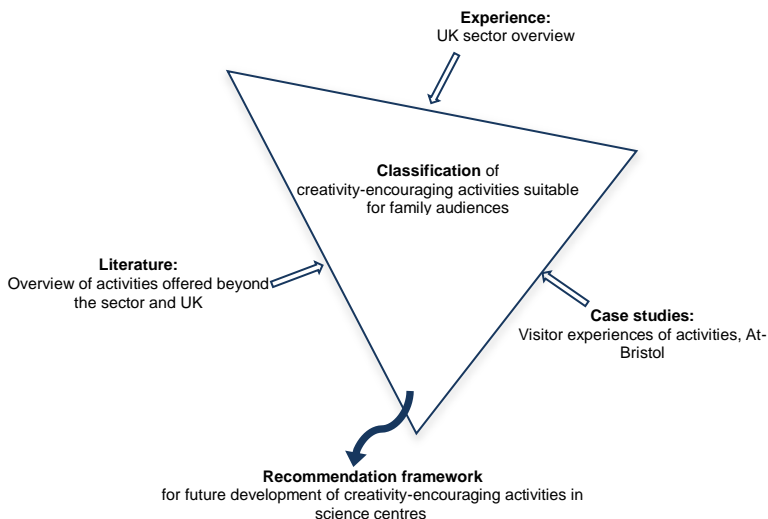 Experience:
UK sector overview
Classification of
creativity-encouraging activities suitable
for family audiences
Literature:
Overview of activities offered beyond
the sector and UK
Case studies:
Visitor experiences of activities, At-
Bristol
Recommendation framework
for future development of creativity-encouraging activities in
science centres